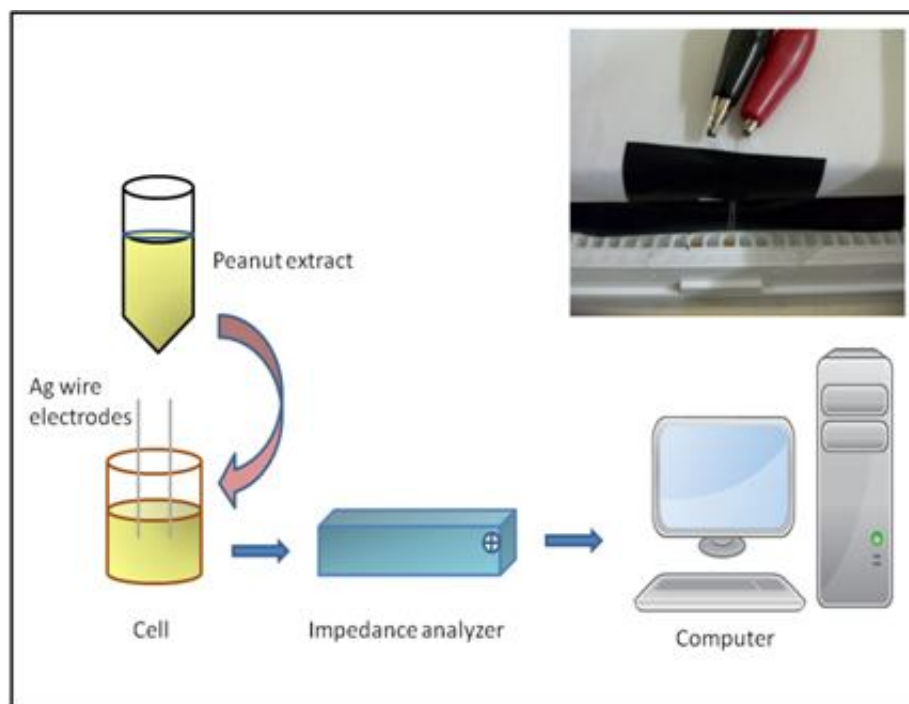 Peanut extract
Ag wire
electrodes
Cell
Impedance analyzer
Computer